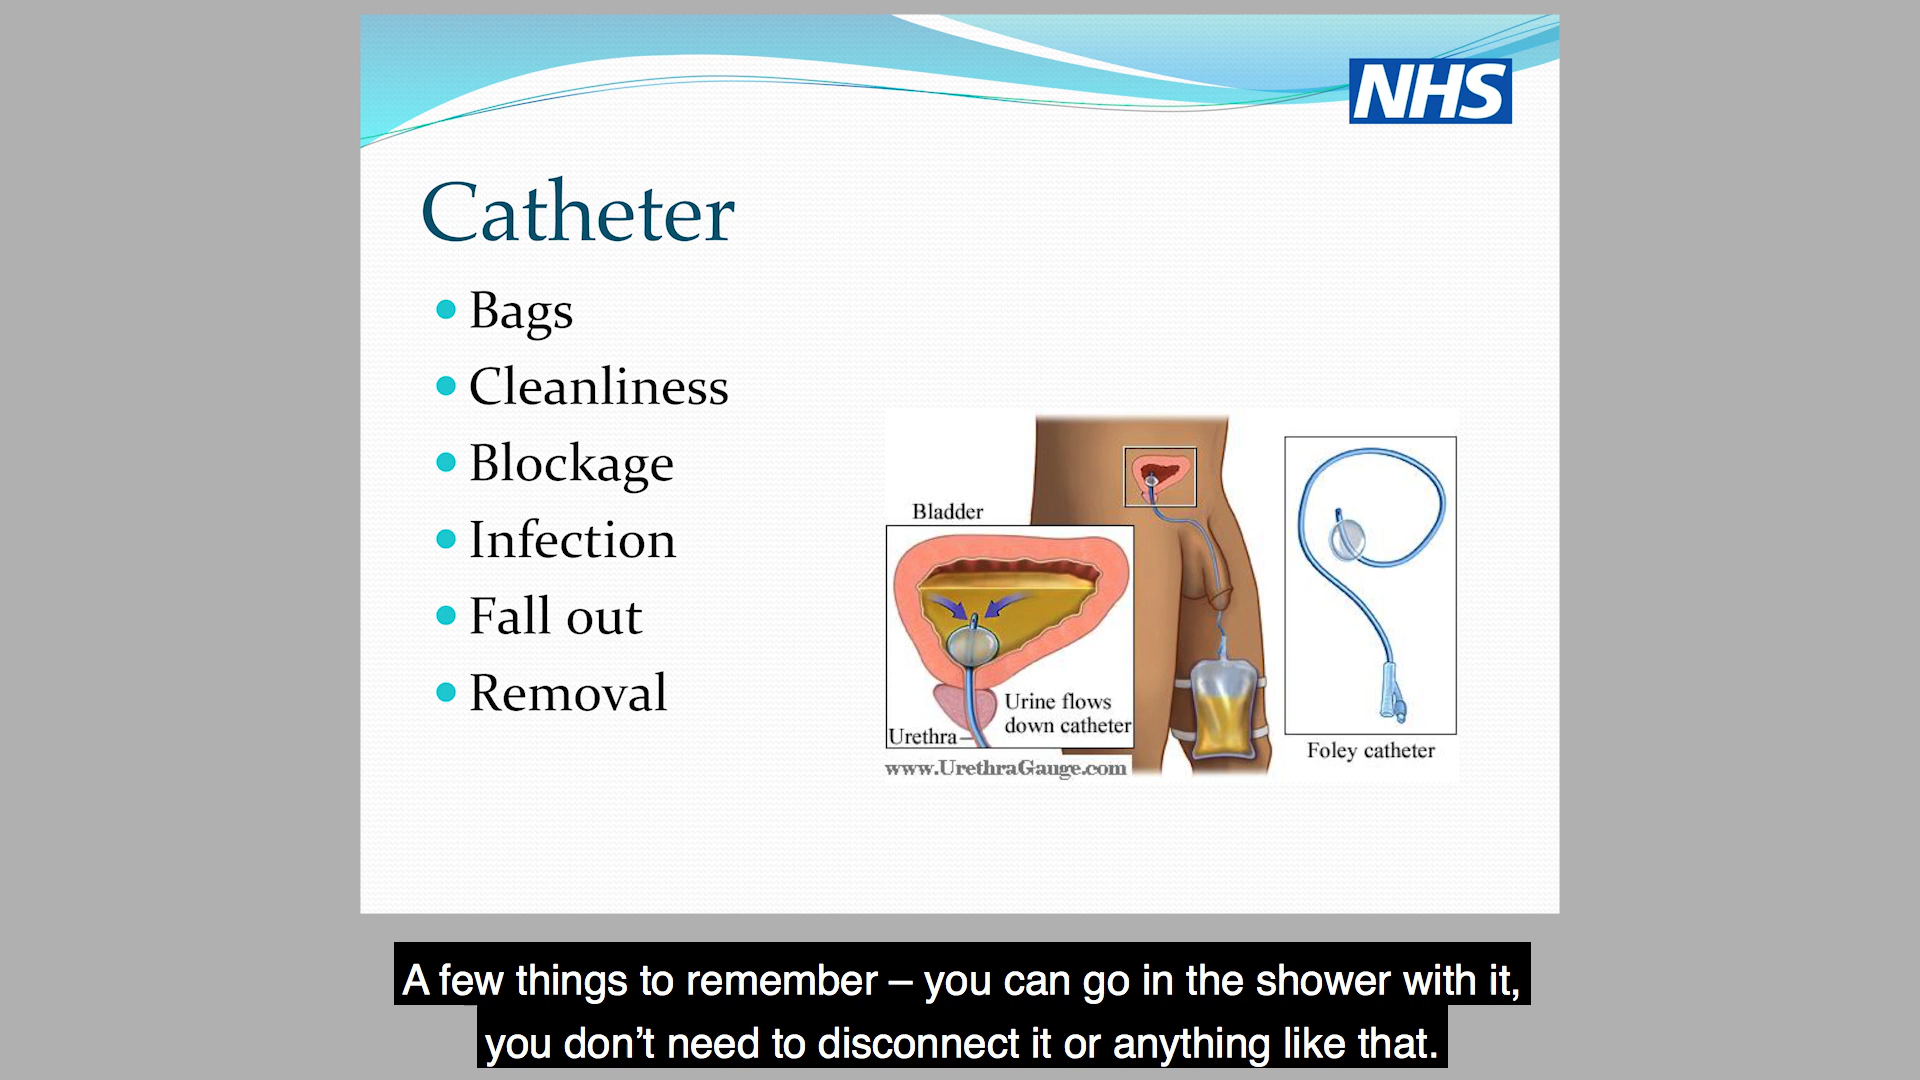 NHS
Catheter
Bags
Cleanliness
Blockage
Infection
Fall out
Removal
Bladder
Urine flows
down catheter
Urethra
www.UrethraGauge.com
Foley catheter
A few things to remember – you can go in the shower with it,
you don’t need to disconnect it or anything like that.